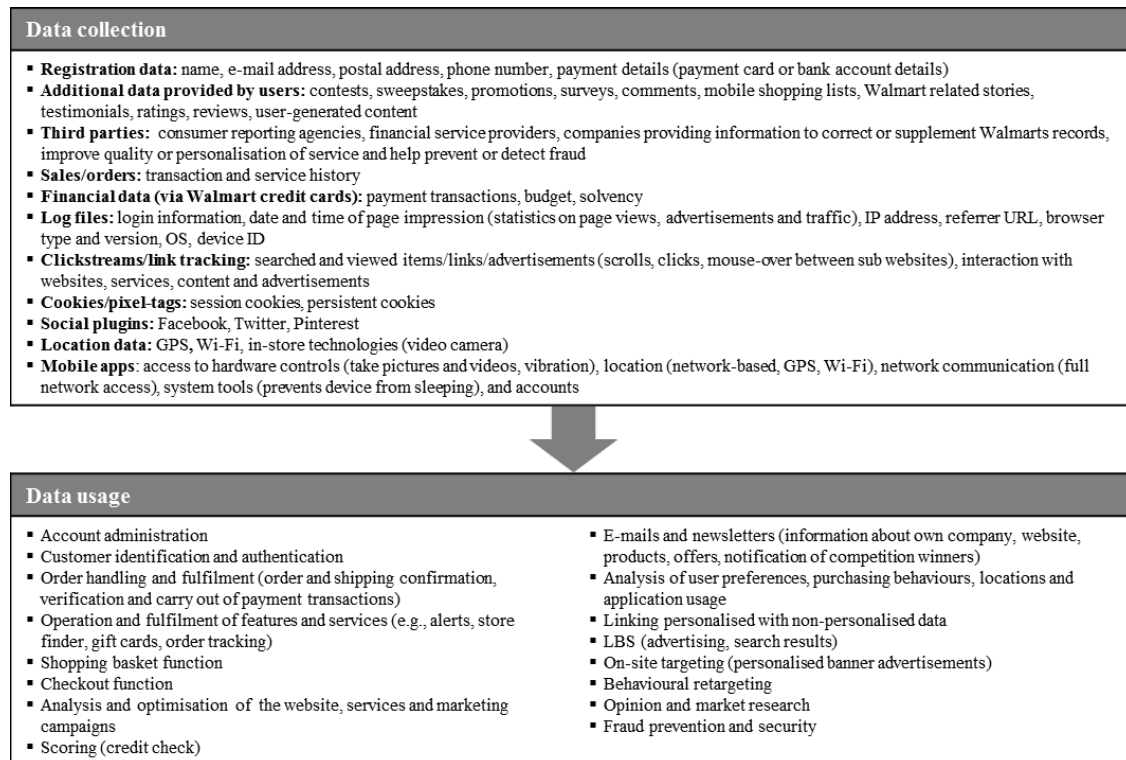 Data collection
▪ Registration data: name, e-mail address, postal address, phone number, payment details (payment card or bank account details)
▪ Additional data provided by users: contests, sweepstakes, promotions, surveys, comments, mobile shopping lists, Walmart related stories,
testimonials, ratings, reviews, user-generated content
▪ Third parties: consumer reporting agencies, financial service providers, companies providing information to correct or supplement Walmarts records,
improve quality or personalisation of service and help prevent or detect fraud
▪ Sales/orders: transaction and service history
▪ Financial data (via Walmart credit cards): payment transactions, budget, solvency
▪ Log files: login information, date and time of page impression (statistics on page views, advertisements and traffic), IP address, referrer URL, browser
type and version, OS, device ID
▪ Clickstreams/link tracking: searched and viewed items/links/advertisements (scrolls, clicks, mouse-over between sub websites), interaction with
websites, services, content and advertisements
▪ Cookies/pixel-tags: session cookies, persistent cookies
▪ Social plugins: Facebook, Twitter, Pinterest
▪ Location data: GPS, Wi-Fi, in-store technologies (video camera)
▪ Mobile apps: access to hardware controls (take pictures and videos, vibration), location (network-based, GPS, Wi-Fi), network communication (full
network access), system tools (prevents device from sleeping), and accounts
Data usage
▪ Account administration
▪ Customer identification and authentication
▪ Order handling and fulfilment (order and shipping confirmation,
verification and carry out of payment transactions)
▪ Operation and fulfilment of features and services (e.g., alerts, store
finder, gift cards, order tracking)
▪ Shopping basket function
▪ Checkout function
▪ Analysis and optimisation of the website, services and marketing
campaigns
▪ Scoring (credit check)
▪ E-mails and newsletters (information about own company, website,
products, offers, notification of competition winners)
▪ Analysis of user preferences, purchasing behaviours, locations and
application usage
▪ Linking personalised with non-personalised data
▪ LBS (advertising, search results)
▪ On-site targeting (personalised banner advertisements)
▪ Behavioural retargeting
▪ Opinion and market research
▪ Fraud prevention and security